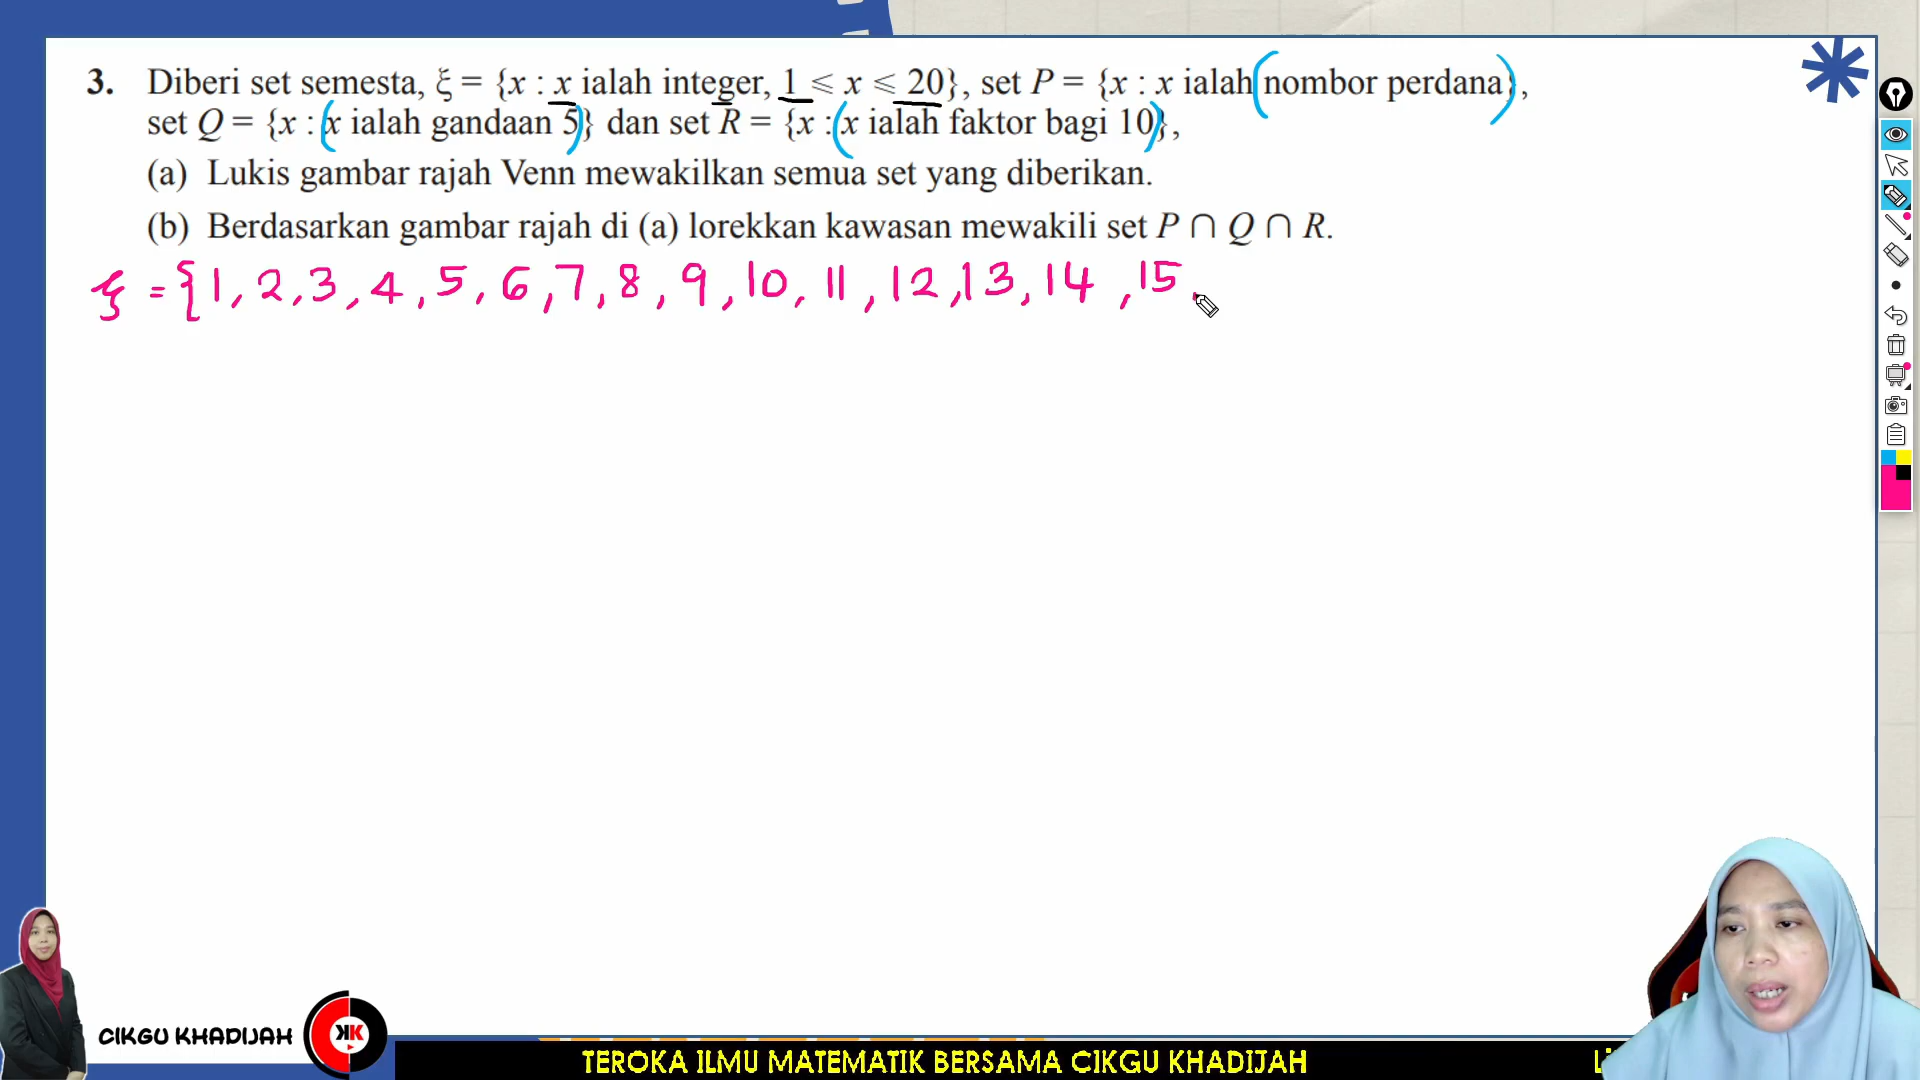 3. Diberi set semesta, ξ = {x : x ialah integer, 1 ⩽ x ⩽ 20}, set P = {x : x ialah nombor perdana},
set Q = {x : x ialah gandaan 5} dan set R = {x : x ialah faktor bagi 10},
(a) Lukis gambar rajah Venn mewakilkan semua set yang diberikan.
(b) Berdasarkan gambar rajah di (a) lorekkan kawasan mewakili set P ∩ Q ∩ R.
ξ = {1, 2, 3, 4, 5, 6, 7, 8, 9, 10, 11, 12, 13, 14, 15,
CIKGU KHADIJAH
KK
TEROKA ILMU MATEMATIK BERSAMA CIKGU KHADIJAH